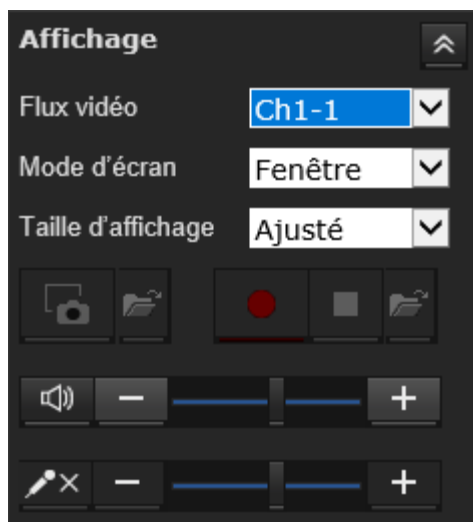 Affichage
Flux vidéo Ch1-1
Mode d'écran Fenêtre
Taille d'affichage Ajusté